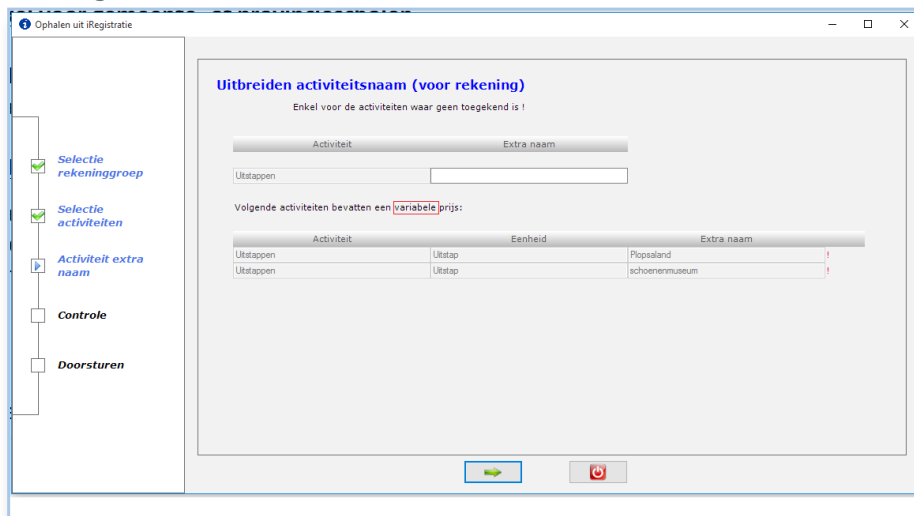 Ophalen uit iRegistratie
Uitbreiden activiteitsnaam (voor rekening)
Enkel voor de activiteiten waar geen toegekend is !
Activiteit Extra naam
Uitstappen
Volgende activiteiten bevatten een variabele prijs:
Activiteit Eenheid Extra naam
Uitstappen Uitstap Plopsaland !
Uitstappen Uitstap schoenenmuseum !
Selectie
rekeninggroep
Selectie
activiteiten
Activiteit extra
naam
Controle
Doorsturen